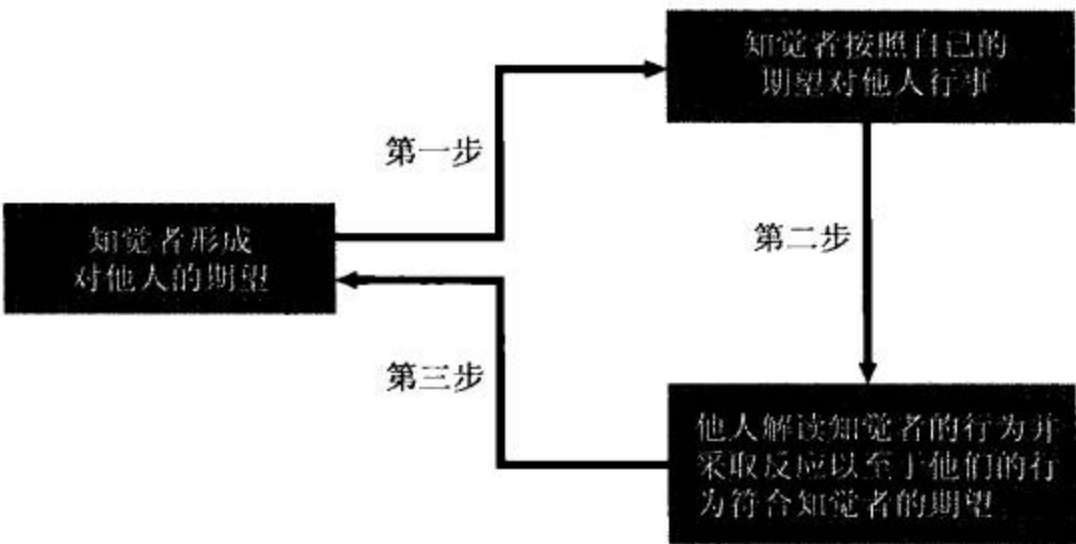 知觉者按照自己的
期望对他人行事
第一步
知觉者形成
对他人的期望
第二步
第三步
他人解读知觉者的行为并
采取反应以至于他们的行
为符合知觉者的期望